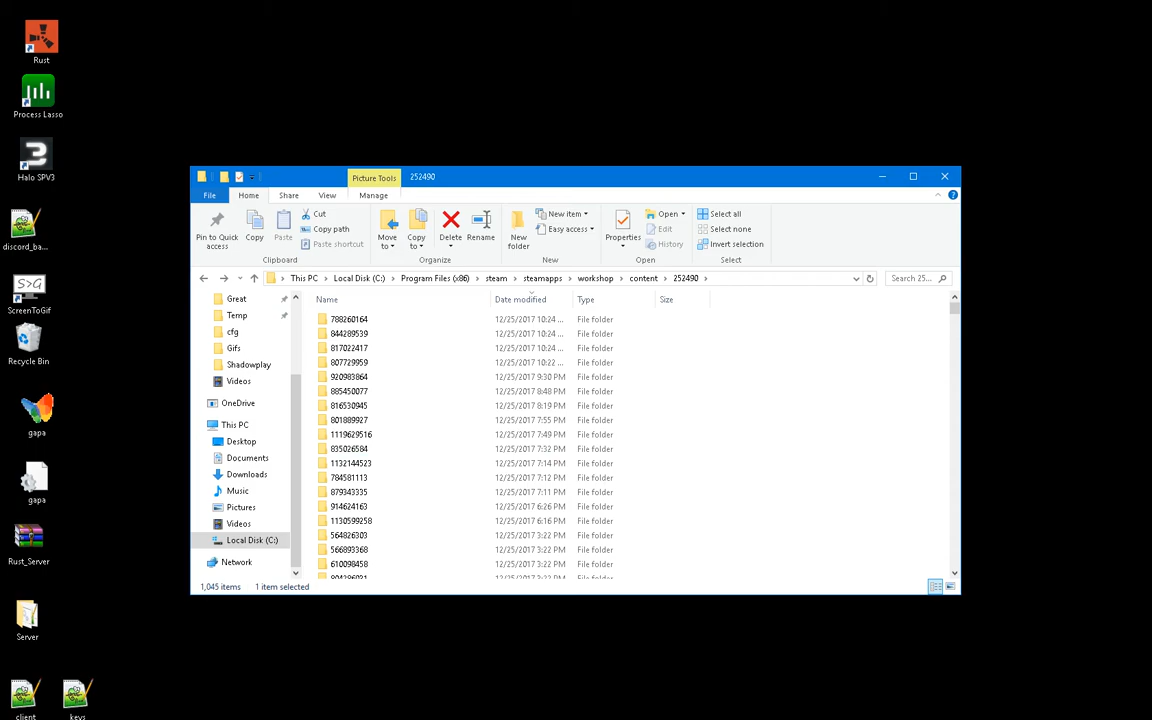 Rust
Process Lasso
Halo SPV3
discord_ba...
ScreenToGif
Recycle Bin
gapa
gapa
Rust_Server
Server
client
keys
Picture Tools
252490
File
Home
Share
View
Manage
Pin to Quick access
Copy
Paste
Cut
Copy path
Paste shortcut
Clipboard
Move to
Copy to
Delete
Rename
Organize
New folder
New item
Easy access
New
Properties
Open
Edit
History
Open
Select all
Select none
Invert selection
Select
This PC > Local Disk (C:) > Program Files (x86) > steam > steamapps > workshop > content > 252490 >
Search 25...
Great
Temp
cfg
Gifs
Shadowplay
Videos
OneDrive
This PC
Desktop
Documents
Downloads
Music
Pictures
Videos
Local Disk (C:)
Network
Name Date modified Type Size
788260164 12/25/2017 10:24 ... File folder
844289539 12/25/2017 10:24 ... File folder
817022417 12/25/2017 10:24 ... File folder
807729959 12/25/2017 10:22 ... File folder
920983864 12/25/2017 9:30 PM File folder
885450077 12/25/2017 8:48 PM File folder
816530945 12/25/2017 8:19 PM File folder
801889927 12/25/2017 7:55 PM File folder
1119629516 12/25/2017 7:49 PM File folder
835026584 12/25/2017 7:32 PM File folder
1132144523 12/25/2017 7:14 PM File folder
784581113 12/25/2017 7:12 PM File folder
879343335 12/25/2017 7:11 PM File folder
914624163 12/25/2017 6:26 PM File folder
1130599258 12/25/2017 6:16 PM File folder
564826303 12/25/2017 3:22 PM File folder
566893368 12/25/2017 3:22 PM File folder
610098458 12/25/2017 3:22 PM File folder
1,045 items 1 item selected